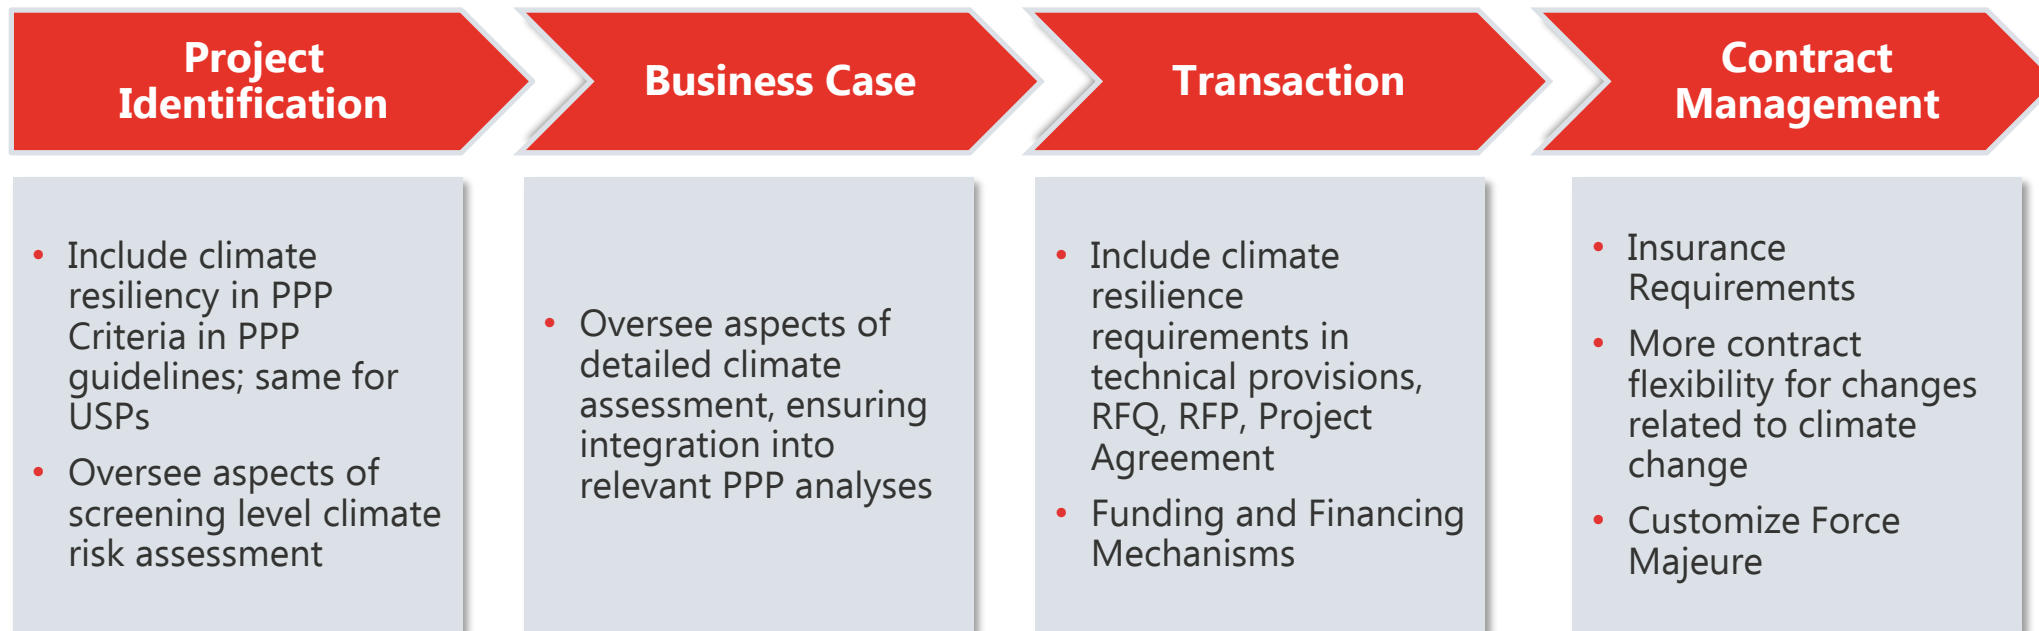 Project
Identification
Business Case
Transaction
Contract
Management
• Include climate
resiliency in PPP
Criteria in PPP
guidelines; same for
USPs
• Oversee aspects of
screening level climate
risk assessment
• Oversee aspects of
detailed climate
assessment, ensuring
integration into
relevant PPP analyses
• Include climate
resilience
requirements in
technical provisions,
RFQ, RFP, Project
Agreement
• Funding and Financing
Mechanisms
• Insurance
Requirements
• More contract
flexibility for changes
related to climate
change
• Customize Force
Majeure